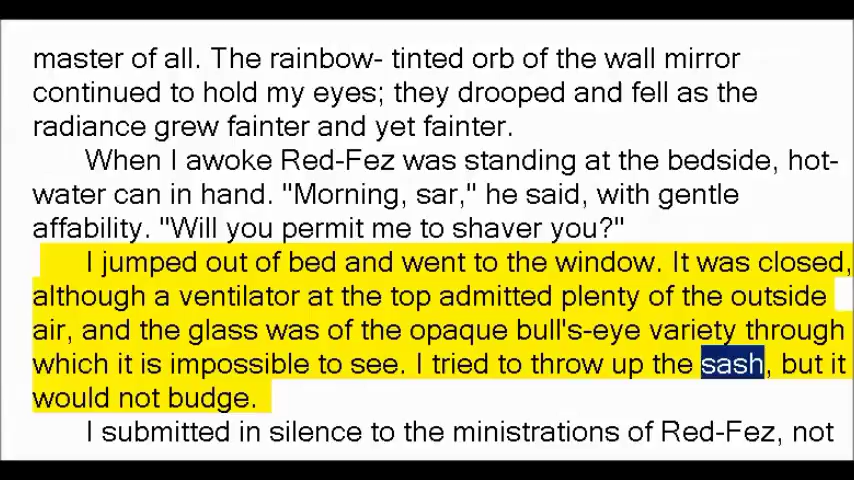 master of all. The rainbow- tinted orb of the wall mirror
continued to hold my eyes; they drooped and fell as the
radiance grew fainter and yet fainter.
When I awoke Red-Fez was standing at the bedside, hot-
water can in hand. "Morning, sar," he said, with gentle
affability. "Will you permit me to shaver you?"
I jumped out of bed and went to the window. It was closed,
although a ventilator at the top admitted plenty of the outside
air, and the glass was of the opaque bull's-eye variety through
which it is impossible to see. I tried to throw up the sash, but it
would not budge.
I submitted in silence to the ministrations of Red-Fez, not